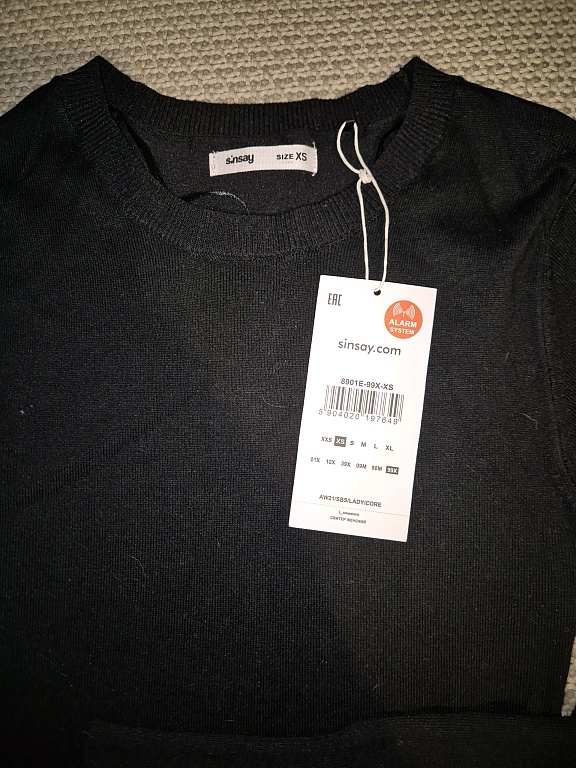 sinsay SIZE XS
EAC
ALARM
SYSTEM
sinsay.com
8901E-99X-XS
5 904020 197649
XXS XS S M L XL
01X 12X 39X 09M 90M 99X
AW21/SBS/LADY/CORE
СВИТЕР ЖЕНСКИЙ